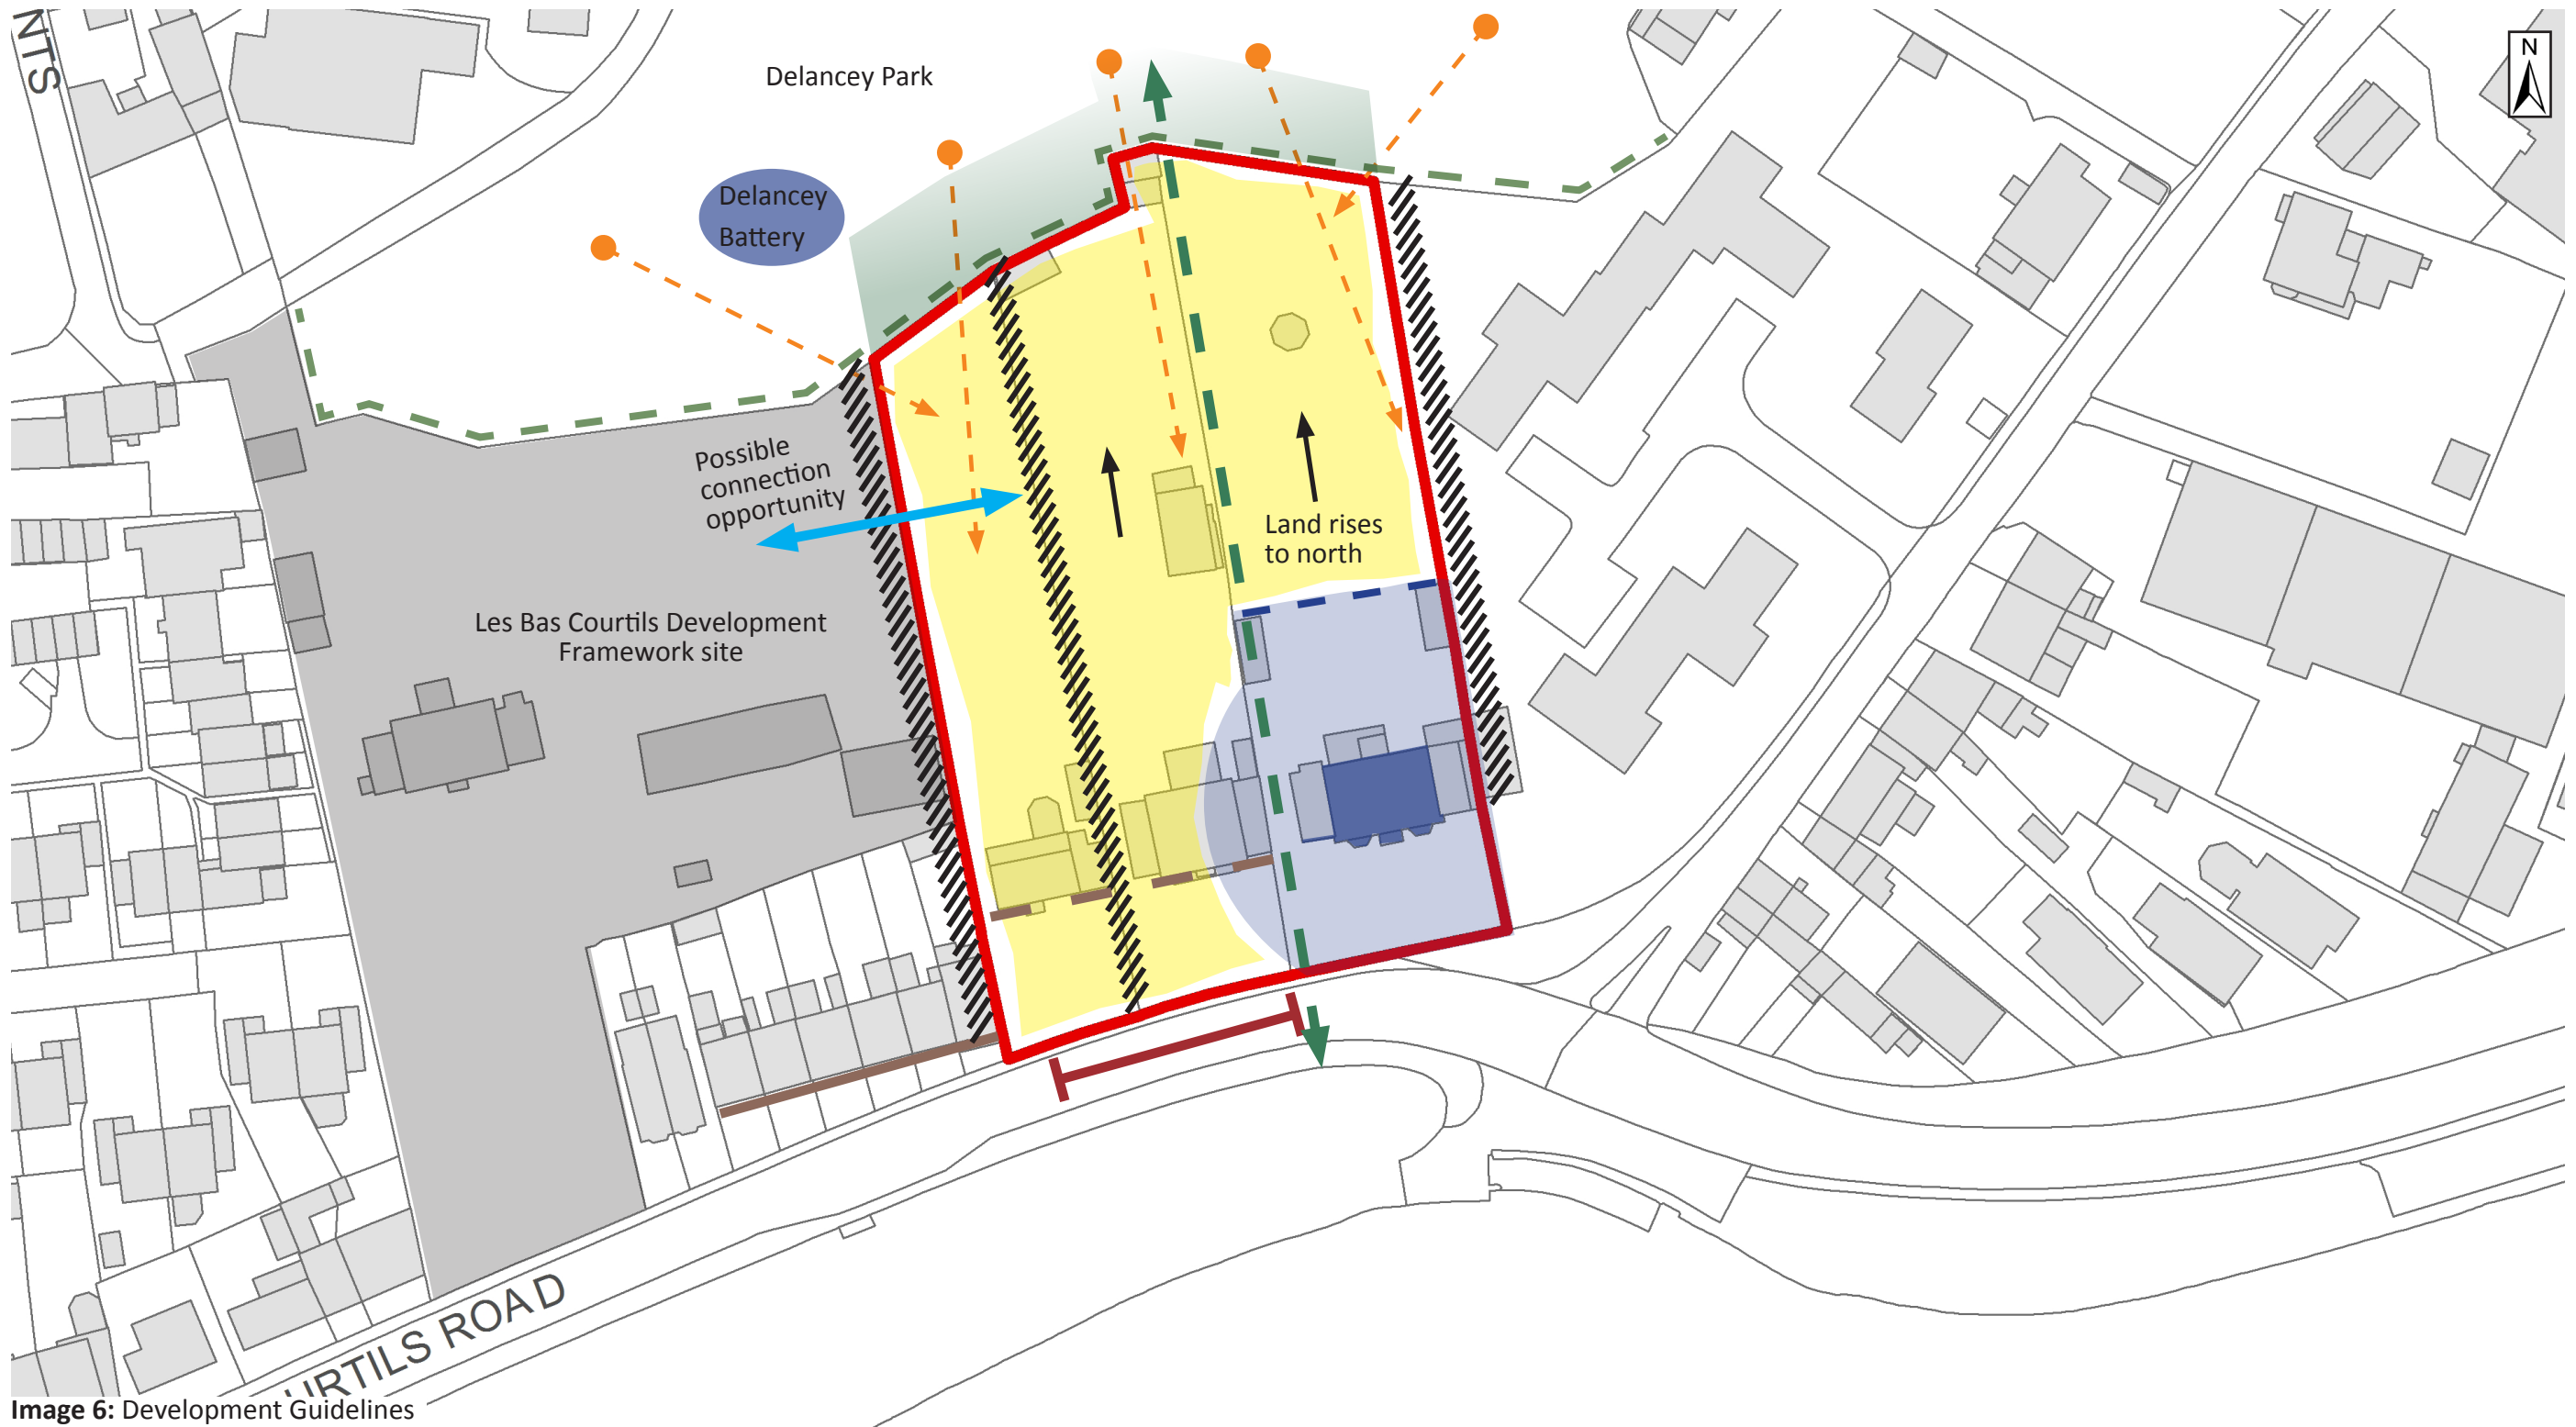 NTS
Delancey Park
N
Delancey
Battery
Possible
connection
opportunity
Land rises
to north
Les Bas Courtils Development
Framework site
URTILS ROAD
Image 6: Development Guidelines